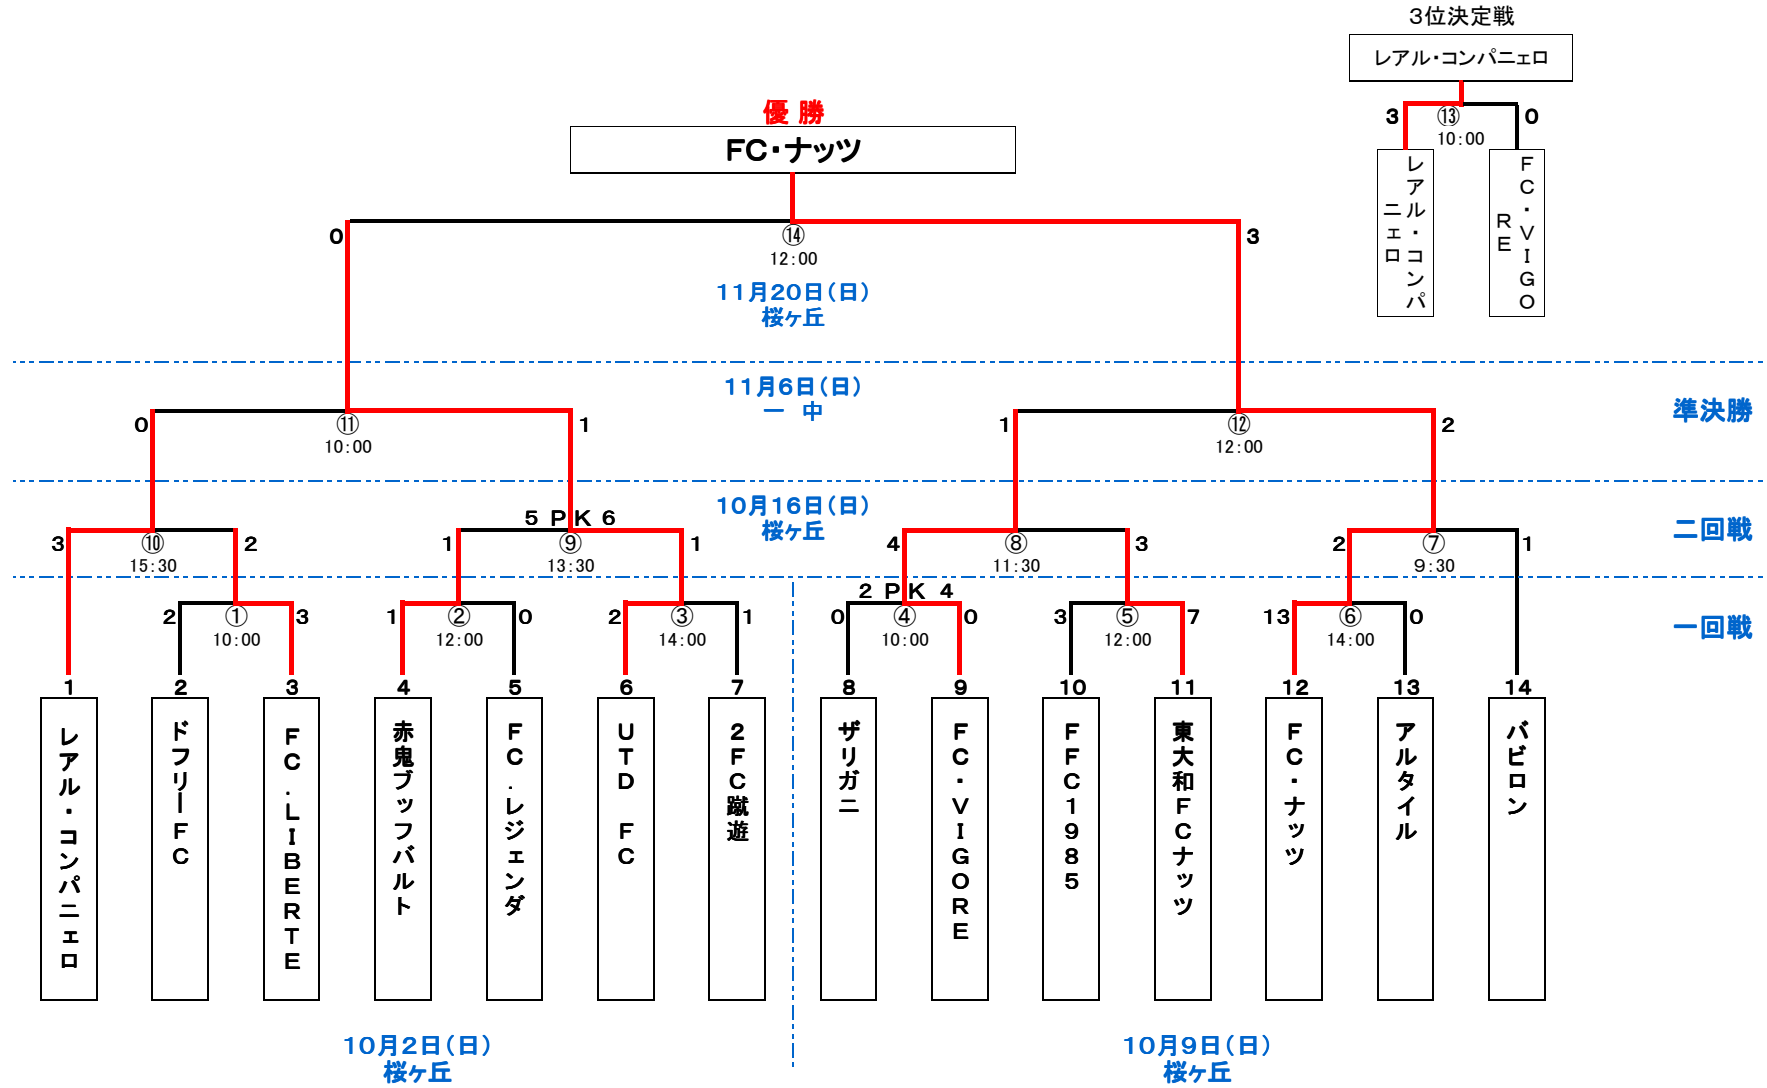 ３位決定戦
レアル・コンパニェロ
優 勝
FC・ナッツ
3 ⑬ 0
10:00
レアル・コンパニェロ
FC・VIGORE
0 ⑭ 3
12:00
11月20日(日)
桜ヶ丘
11月6日(日)
一 中
準決勝
0 ⑪ 1
10:00
1 ⑫ 2
12:00
10月16日(日)
桜ヶ丘
二回戦
3 ⑩ 2
15:30
5 PK 6
1 ⑨ 1
13:30
4 ⑧ 3
11:30
2 ⑦ 1
9:30
一回戦
2 ① 3
10:00
1 ② 0
12:00
2 ③ 1
14:00
2 PK 4
0 ④ 0
10:00
3 ⑤ 7
12:00
13 ⑥ 0
14:00
1 2 3 4 5 6 7 8 9 10 11 12 13 14
レアル・コンパニェロ
ドフリーFC
FC.LIBERTE
赤鬼ブッフバルト
FC.レジェンダ
UTD FC
2FC蹴遊
ザリガニ
FC・VIGORE
FFC1985
東大和FCナッツ
FC・ナッツ
アルタイル
バビロン
10月2日(日)
桜ヶ丘
10月9日(日)
桜ヶ丘